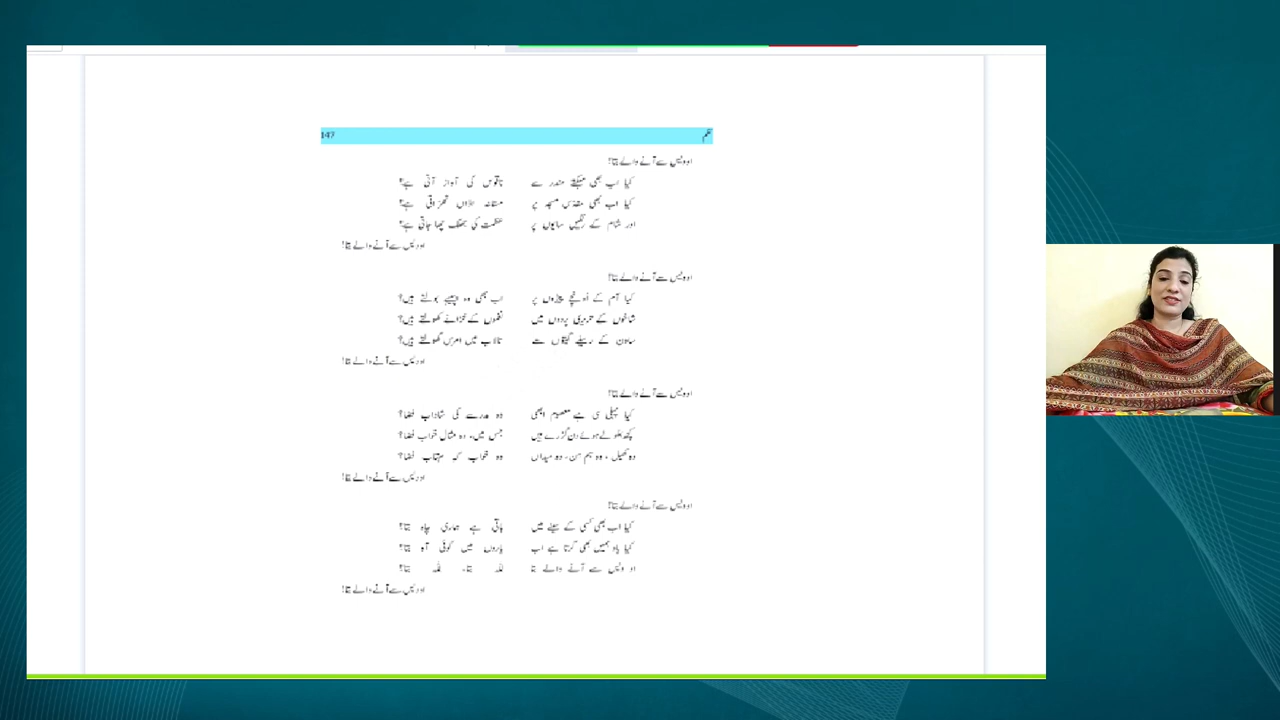 نظم 147
او دیس سے آنے والے بتا؟
کیا اب بھی مہکتے مندر سے ناقوس کی آواز آتی ہے؟
کیا اب بھی مقدس مسجد پر مستانہ اذاں تھراتی ہے؟
اور شام کے رنگیں سایوں پر عظمت کی جھلک چھا جاتی ہے؟
او دیس سے آنے والے بتا!
او دیس سے آنے والے بتا؟
کیا آم کے اونچے پیڑوں پر اب بھی وہ پپیہے بولتے ہیں؟
شاخوں کے حریری پردوں میں نغموں کے خزانے کھولتے ہیں؟
ساون کے رسیلے گیتوں سے تالاب میں امرس گھولتے ہیں؟
او دیس سے آنے والے بتا!
او دیس سے آنے والے بتا؟
کیا پہلی سی ہے معصوم ابھی وہ مدرسے کی شاداب فضا؟
کچھ بھولے ہوئے دن گزرے ہیں جس میں، وہ مثال خواب فضا؟
وہ کھیل، وہ ہم سن، وہ میداں وہ خواب گہ مہتاب فضا؟
او دیس سے آنے والے بتا!
او دیس سے آنے والے بتا؟
کیا اب بھی کسی کے سینے میں باقی ہے ہماری چاہ بتا؟
کیا یاد ہمیں بھی کرتا ہے اب یاروں میں کوئی آہ بتا؟
او دیس سے آنے والے بتا للہ بتا، للہ بتا؟
او دیس سے آنے والے بتا!